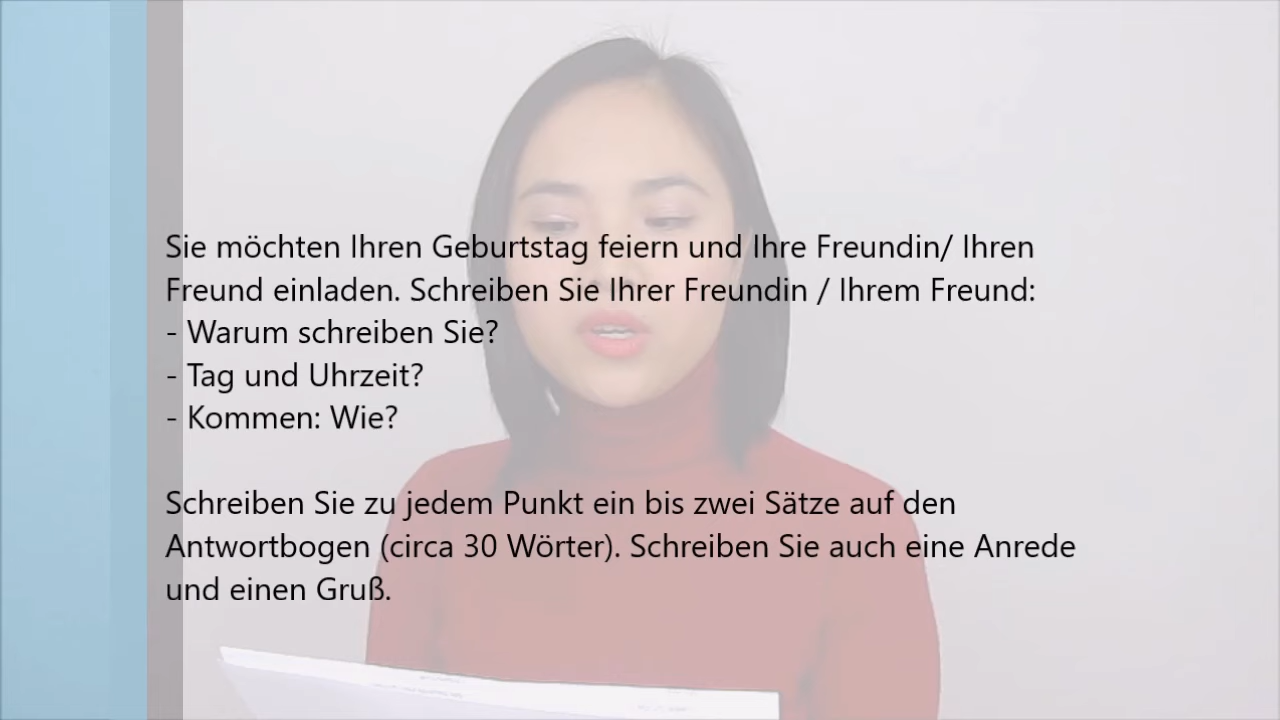 Sie möchten Ihren Geburtstag feiern und Ihre Freundin/ Ihren
Freund einladen. Schreiben Sie Ihrer Freundin / Ihrem Freund:
- Warum schreiben Sie?
- Tag und Uhrzeit?
- Kommen: Wie?
Schreiben Sie zu jedem Punkt ein bis zwei Sätze auf den
Antwortbogen (circa 30 Wörter). Schreiben Sie auch eine Anrede
und einen Gruß.